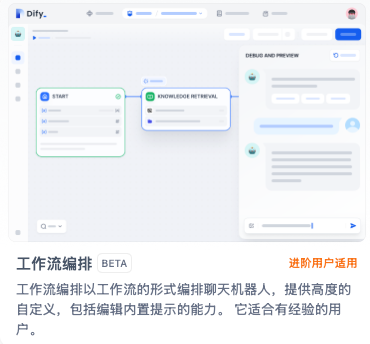 Dify_
DEBUG AND PREVIEW
START
KNOWLEDGE RETRIEVAL
工作流编排 BETA 进阶用户适用
工作流编排以工作流的形式编排聊天机器人，提供高度的
自定义，包括编辑内置提示的能力。 它适合有经验的用
户。